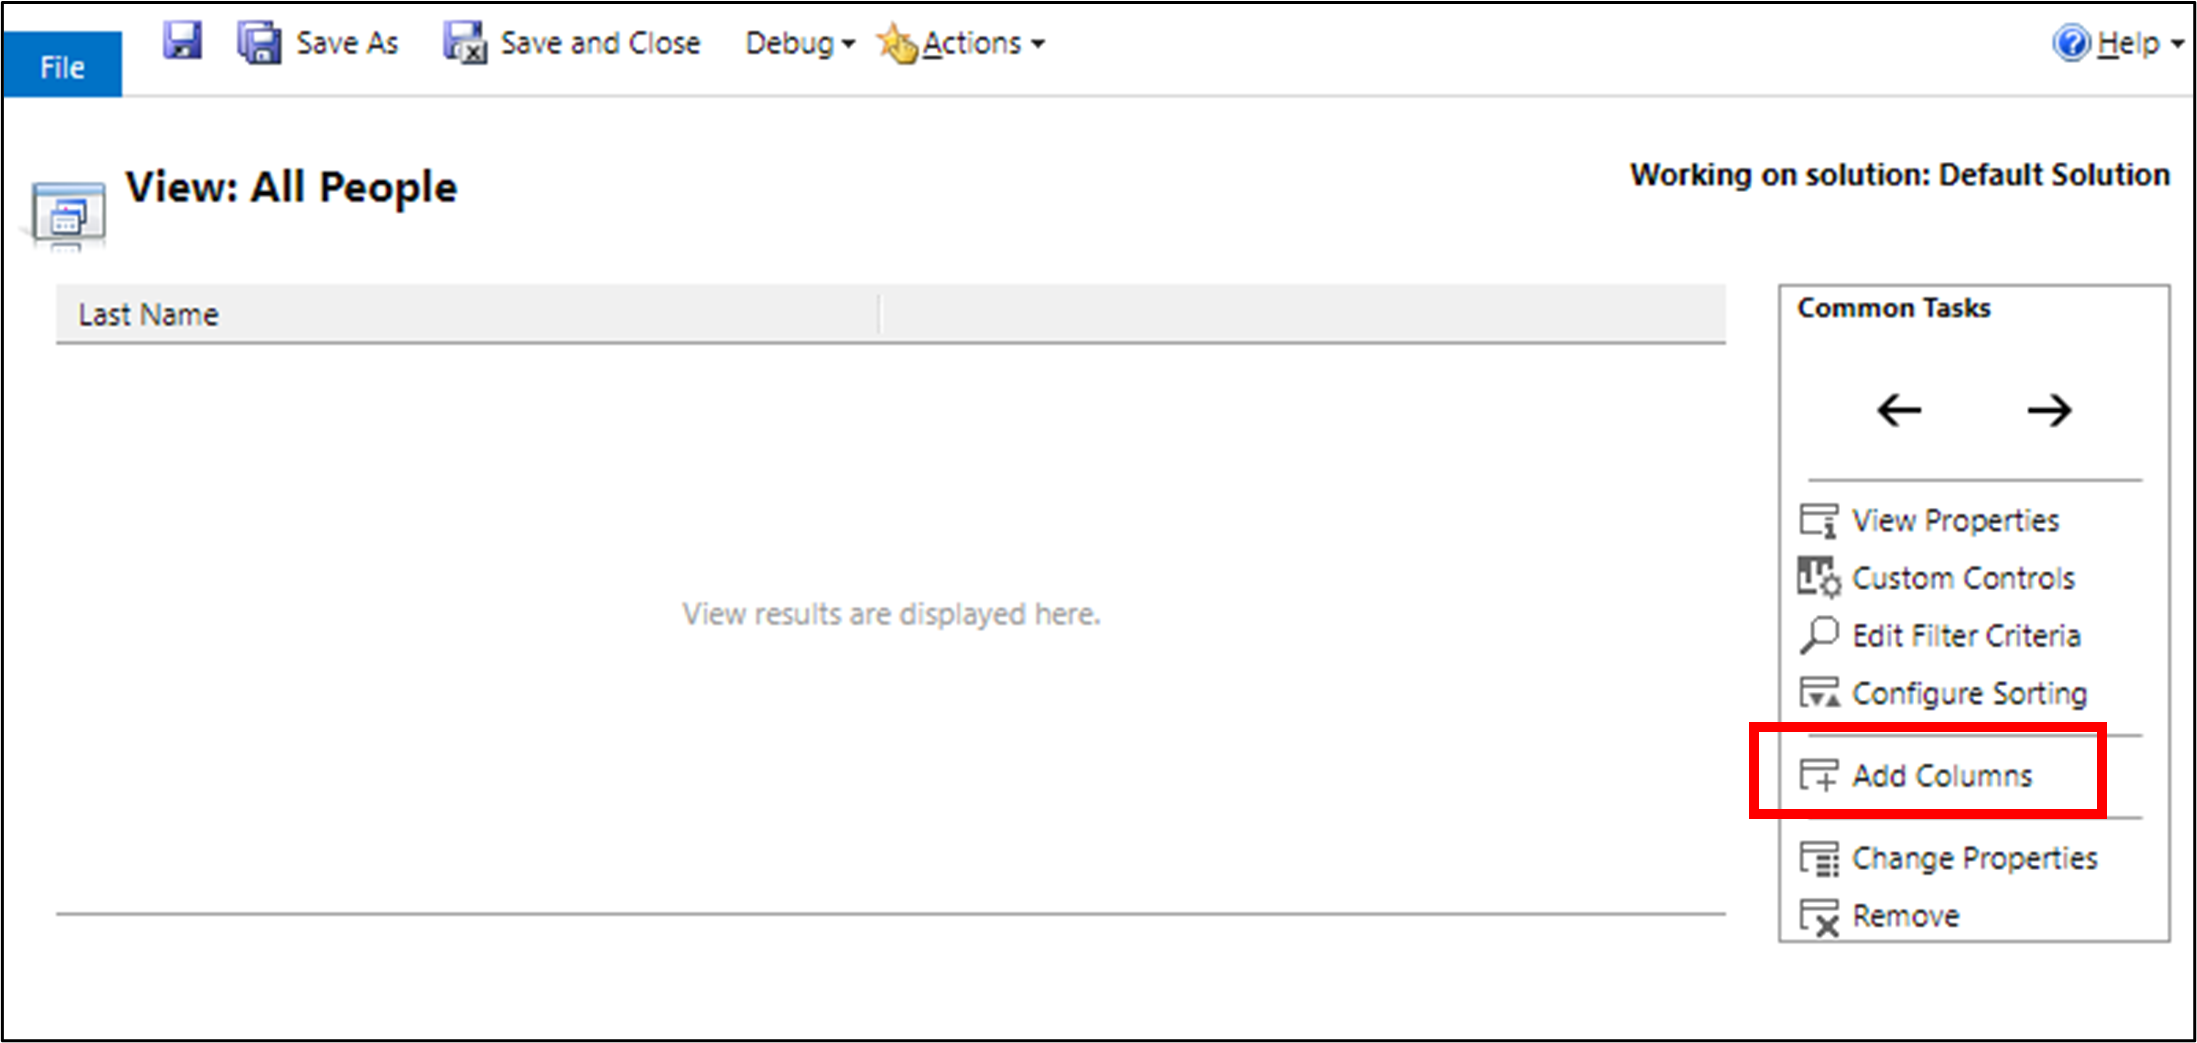 File
Save As
Save and Close
Debug
Actions
Help
View: All People
Working on solution: Default Solution
Last Name
View results are displayed here.
Common Tasks
View Properties
Custom Controls
Edit Filter Criteria
Configure Sorting
Add Columns
Change Properties
Remove